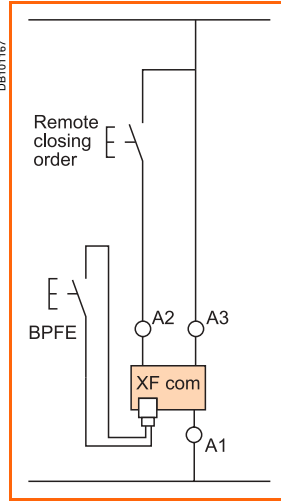 DB101167
Remote
closing
order
A2
A3
BPFE
XF com
A1